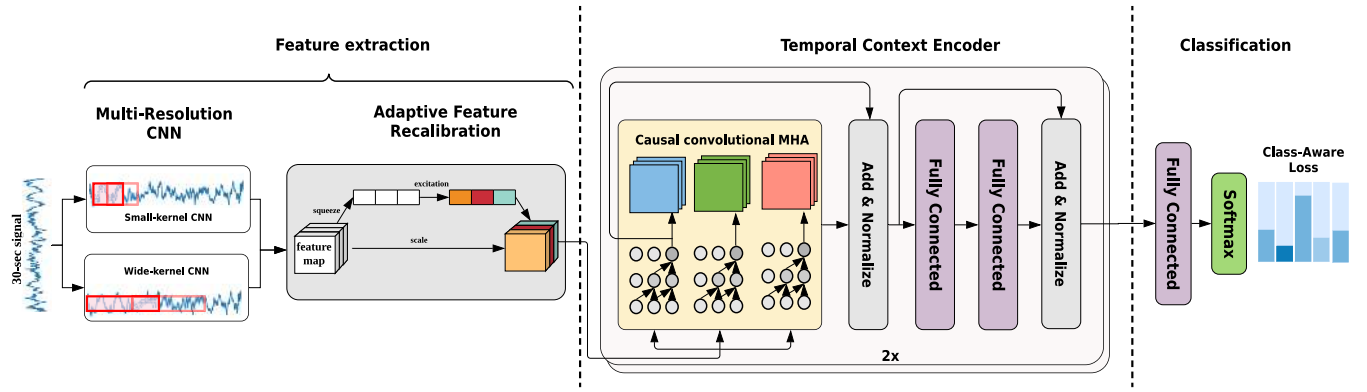 Feature extraction
Temporal Context Encoder
Classification
Multi-Resolution
CNN
Adaptive Feature
Recalibration
30-sec signal
Small-kernel CNN
Wide-kernel CNN
feature
map
squeeze
excitation
scale
Causal convolutional MHA
Add & Normalize
Fully Connected
Fully Connected
Add & Normalize
2x
Fully Connected
Softmax
Class-Aware
Loss